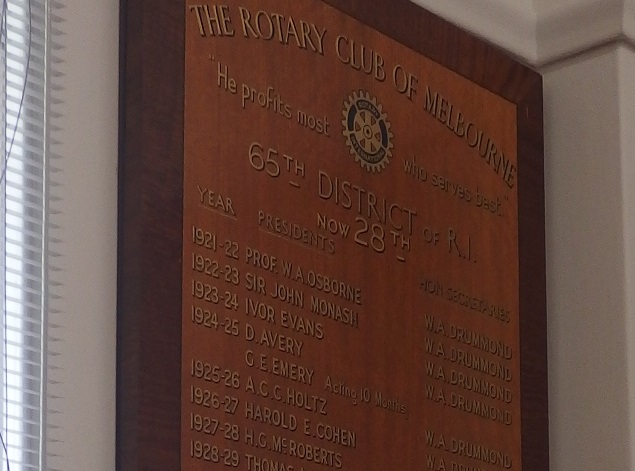 THE ROTARY CLUB OF MELBOURNE
"He profits most who serves best."
65TH DISTRICT OF R.I.
NOW 28TH
YEAR PRESIDENTS HON. SECRETARIES
1921-22 PROF. W.A. OSBORNE W.A. DRUMMOND
1922-23 SIR JOHN MONASH W.A. DRUMMOND
1923-24 IVOR EVANS W.A. DRUMMOND
1924-25 D. AVERY W.A. DRUMMOND
G.E. EMERY Acting 10 Months
1925-26 A.C.C. HOLTZ W.A. DRUMMOND
1926-27 HAROLD E. COHEN W.A. DRUMMOND
1927-28 H.G. McROBERTS
1928-29 THOMAS